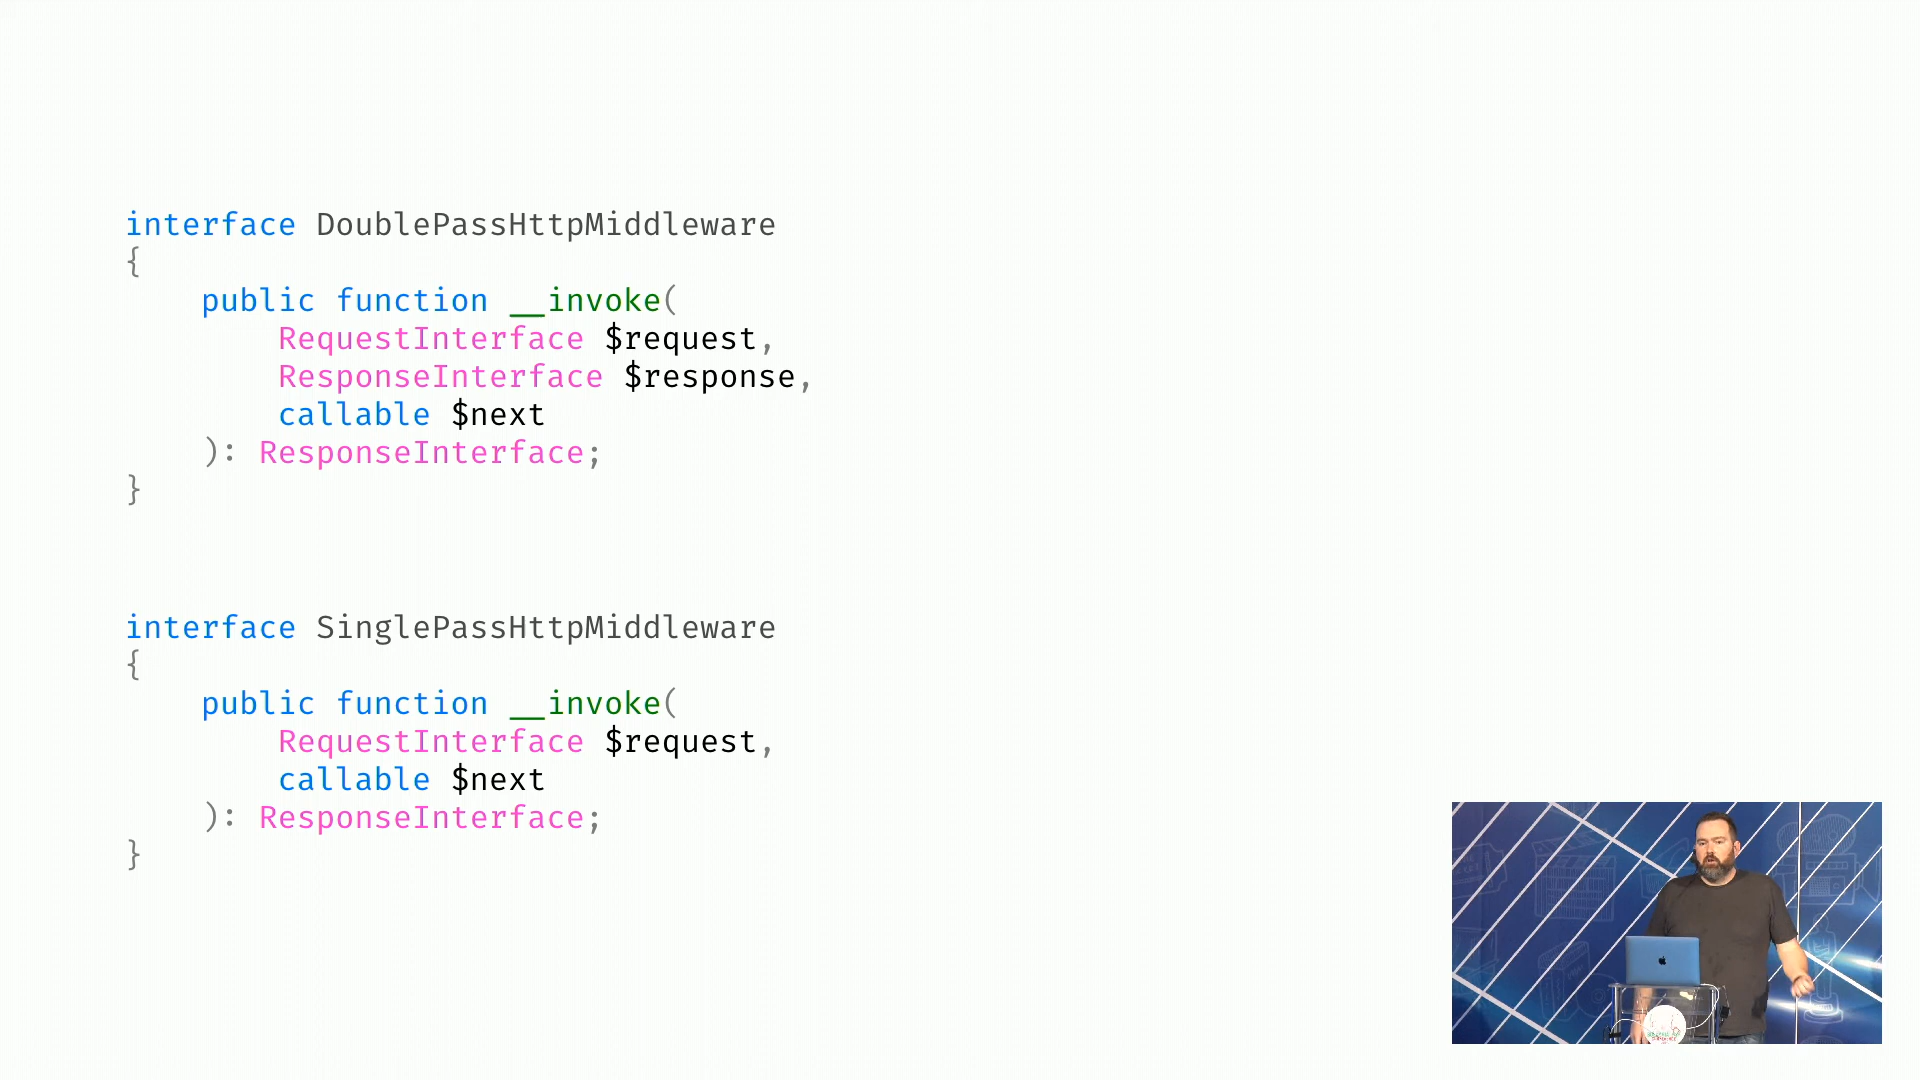 interface DoublePassHttpMiddleware
{
    public function __invoke(
        RequestInterface $request,
        ResponseInterface $response,
        callable $next
    ): ResponseInterface;
}
interface SinglePassHttpMiddleware
{
    public function __invoke(
        RequestInterface $request,
        callable $next
    ): ResponseInterface;
}